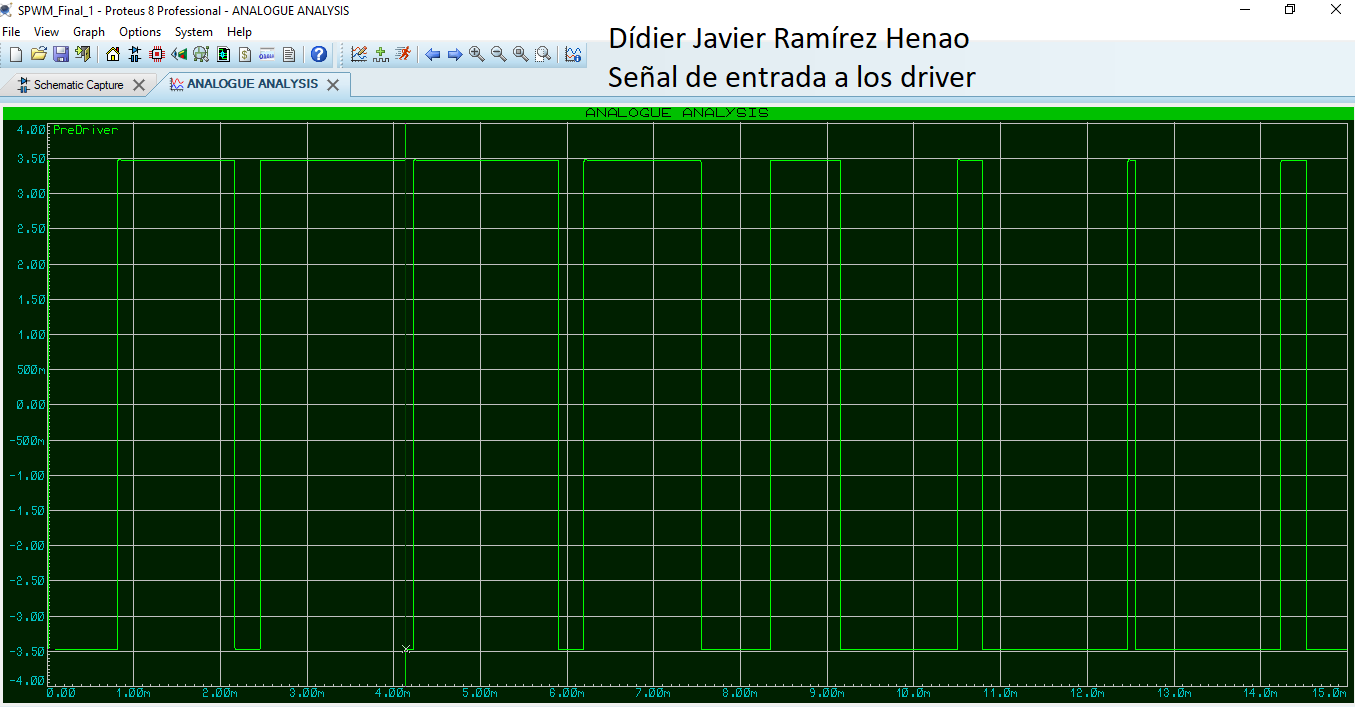 SPWM_Final_1 - Proteus 8 Professional - ANALOGUE ANALYSIS
File View Graph Options System Help
Dídier Javier Ramírez Henao
Señal de entrada a los driver
Schematic Capture
ANALOGUE ANALYSIS
ANALOGUE ANALYSIS
PreDriver
4.00
3.50
3.00
2.50
2.00
1.50
1.00
500m
0.00
-500m
-1.00
-1.50
-2.00
-2.50
-3.00
-3.50
-4.00
0.00 1.00m 2.00m 3.00m 4.00m 5.00m 6.00m 7.00m 8.00m 9.00m 10.0m 11.0m 12.0m 13.0m 14.0m 15.0m